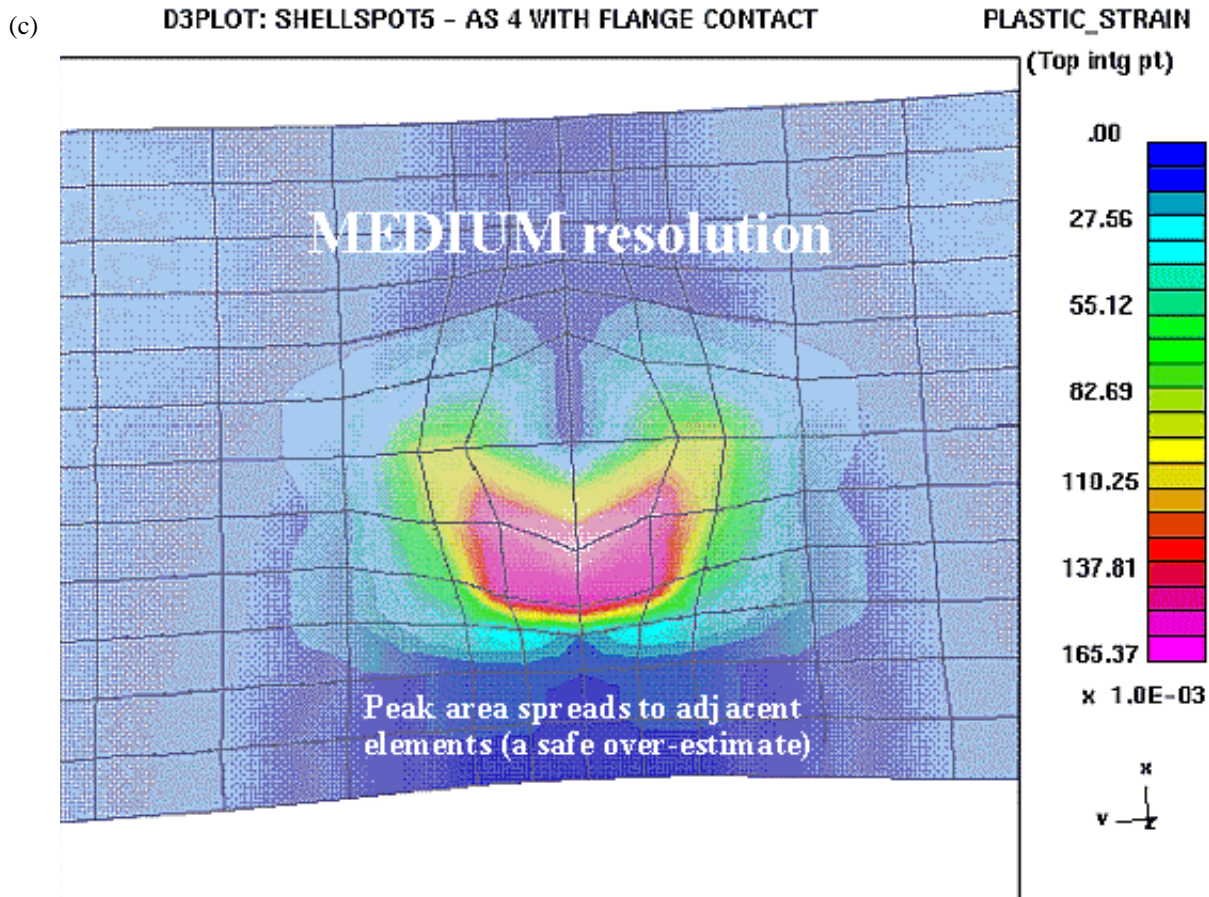 (c)
D3PLOT: SHELLSPOT5 - AS 4 WITH FLANGE CONTACT
PLASTIC_STRAIN
(Top intg pt)
.00
27.56
55.12
82.69
110.25
137.81
165.37
x 1.0E-03
MEDIUM resolution
Peak area spreads to adjacent
elements (a safe over-estimate)
x
Y
z